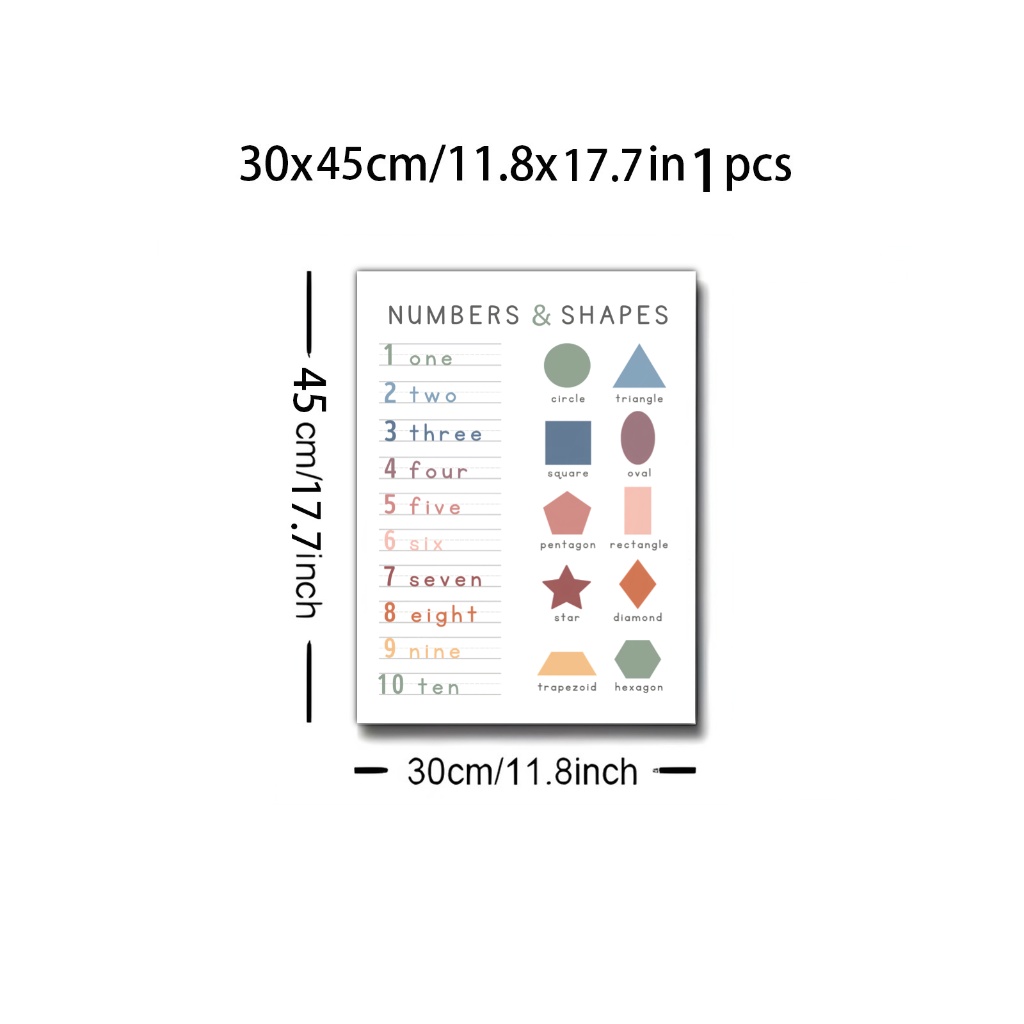 30x45cm/11.8x17.7in 1 pcs
NUMBERS & SHAPES
1 one
2 two
3 three
4 four
5 five
6 six
7 seven
8 eight
9 nine
10 ten
circle triangle
square oval
pentagon rectangle
star diamond
trapezoid hexagon
45cm/17.7inch
30cm/11.8inch